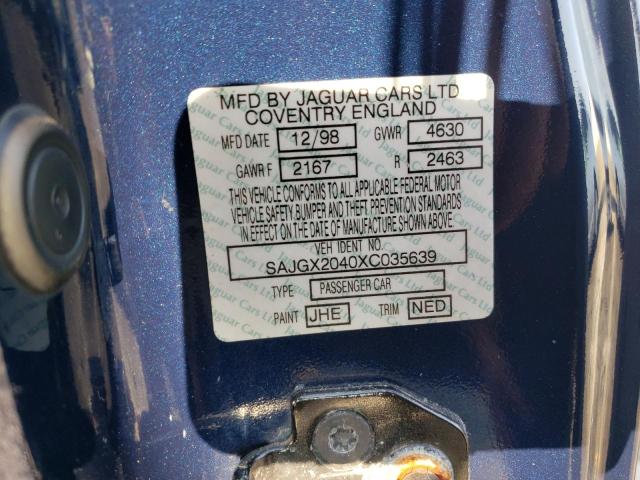 MFD BY JAGUAR CARS LTD
COVENTRY ENGLAND
MFD DATE 12/98 GVWR 4630
GAWR F 2167 R 2463
THIS VEHICLE CONFORMS TO ALL APPLICABLE FEDERAL MOTOR
VEHICLE SAFETY, BUMPER AND THEFT PREVENTION STANDARDS
IN EFFECT ON THE DATE OF MANUFACTURE SHOWN ABOVE.
VEH IDENT NO.
SAJGX2040XC035639
TYPE PASSENGER CAR
PAINT JHE TRIM NED